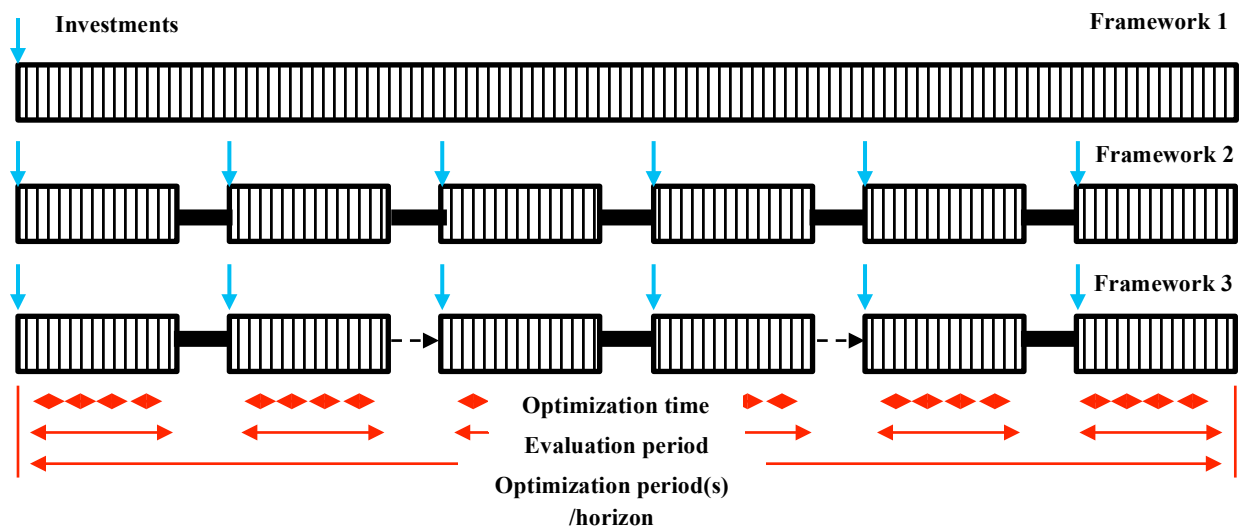 Investments
Framework 1
Framework 2
Framework 3
Optimization time
Evaluation period
Optimization period(s)
/horizon